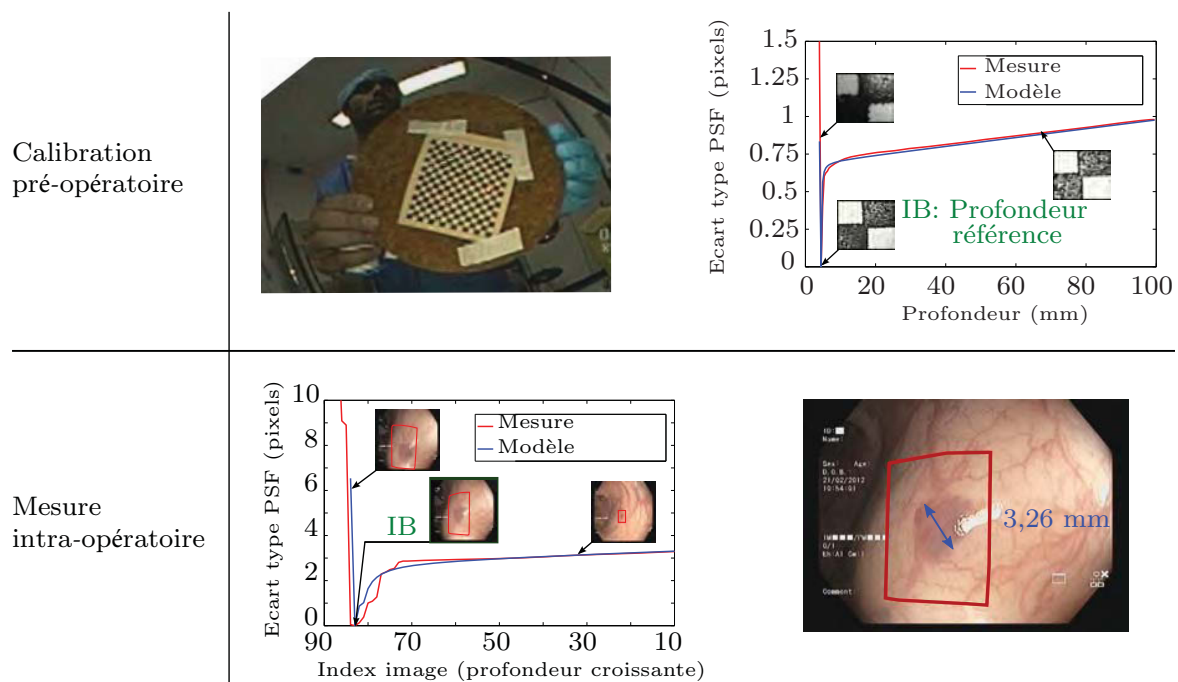 Calibration
pré-opératoire
Ecart type PSF (pixels)
1.5
1.25
1
0.75
0.5
0.25
0
Mesure
Modèle
IB: Profondeur
référence
0 20 40 60 80 100
Profondeur (mm)
Mesure
intra-opératoire
Ecart type PSF (pixels)
10
8
6
4
2
0
Mesure
Modèle
IB
90 70 50 30 10
Index image (profondeur croissante)
Name:
Sex: Age:
D.O.B.:
21/02/2012
10:54:01
3,26 mm
Comment: